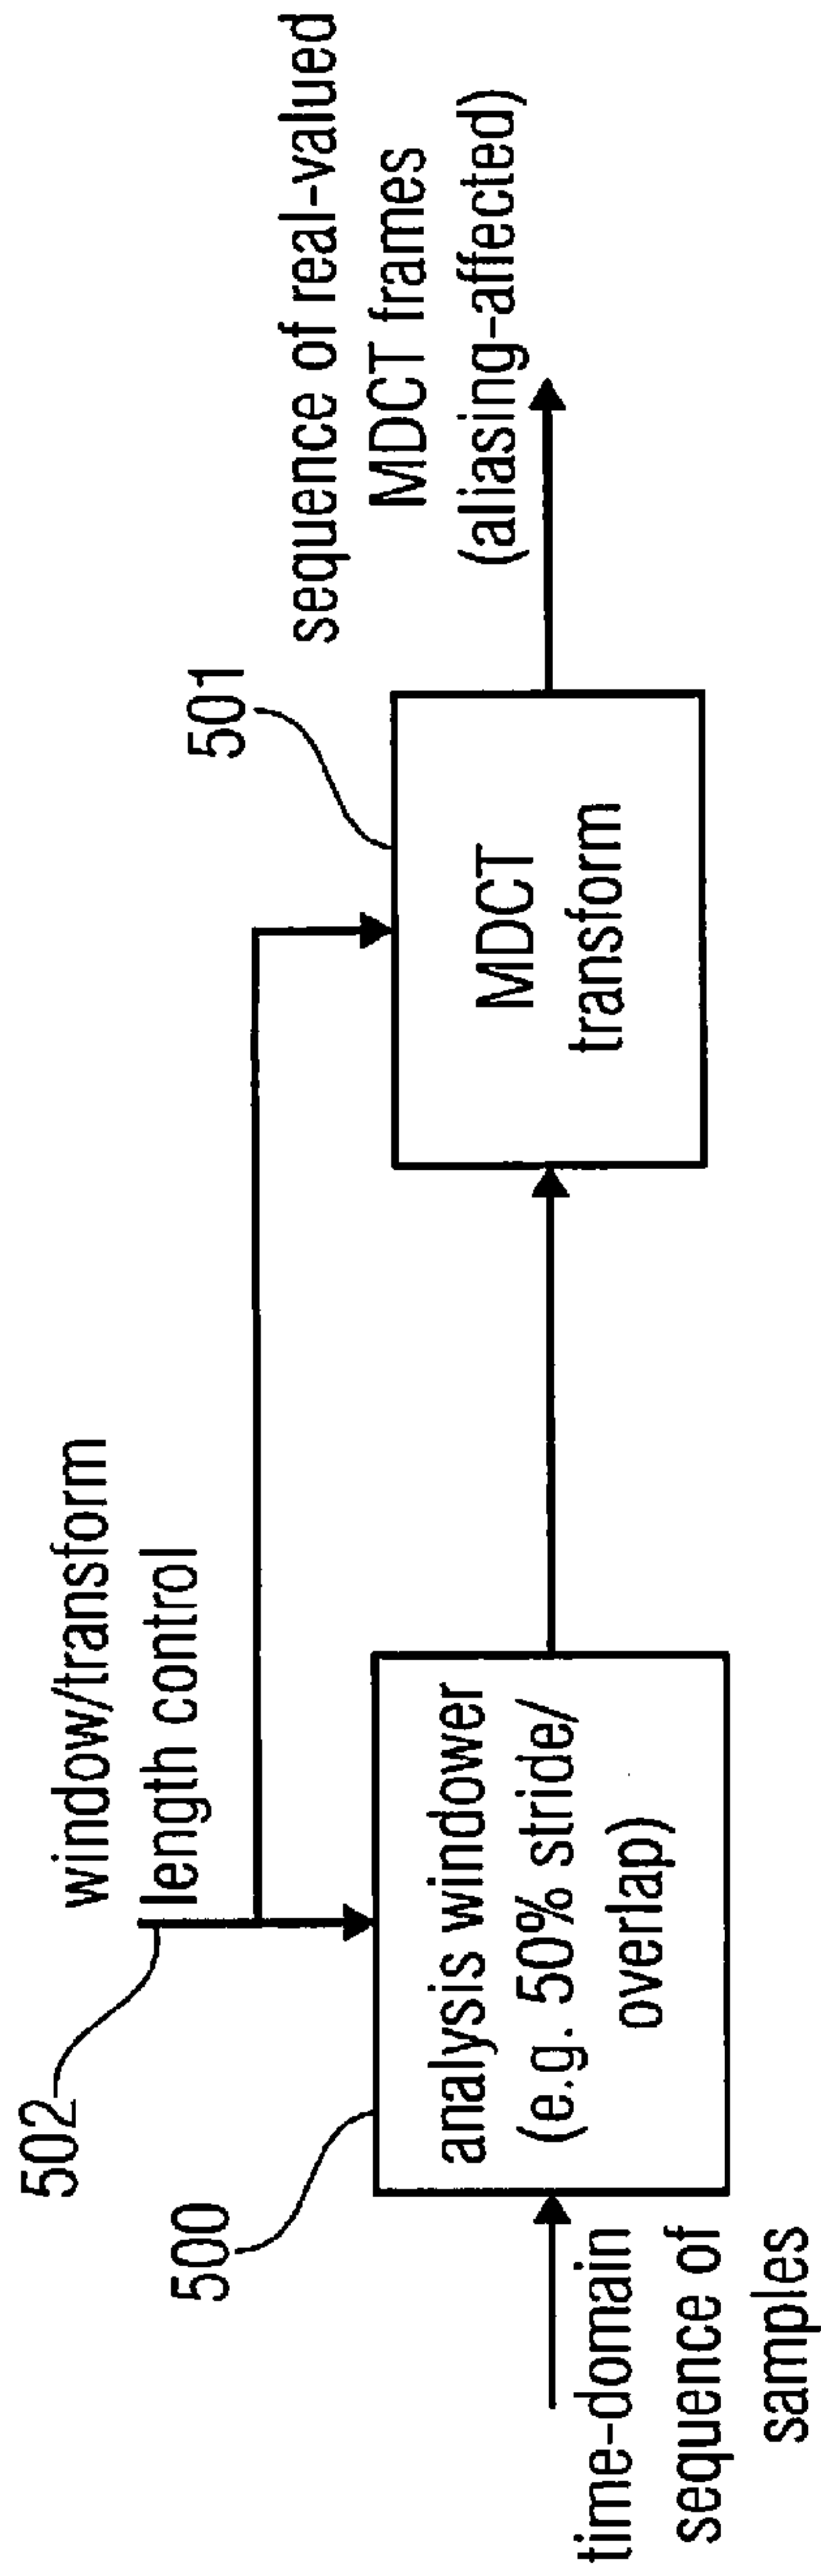 502
window/transform
length control
500
analysis windower
(e.g. 50% stride/
overlap)
time-domain
sequence of
samples
501
MDCT
transform
sequence of real-valued
MDCT frames
(aliasing-affected)